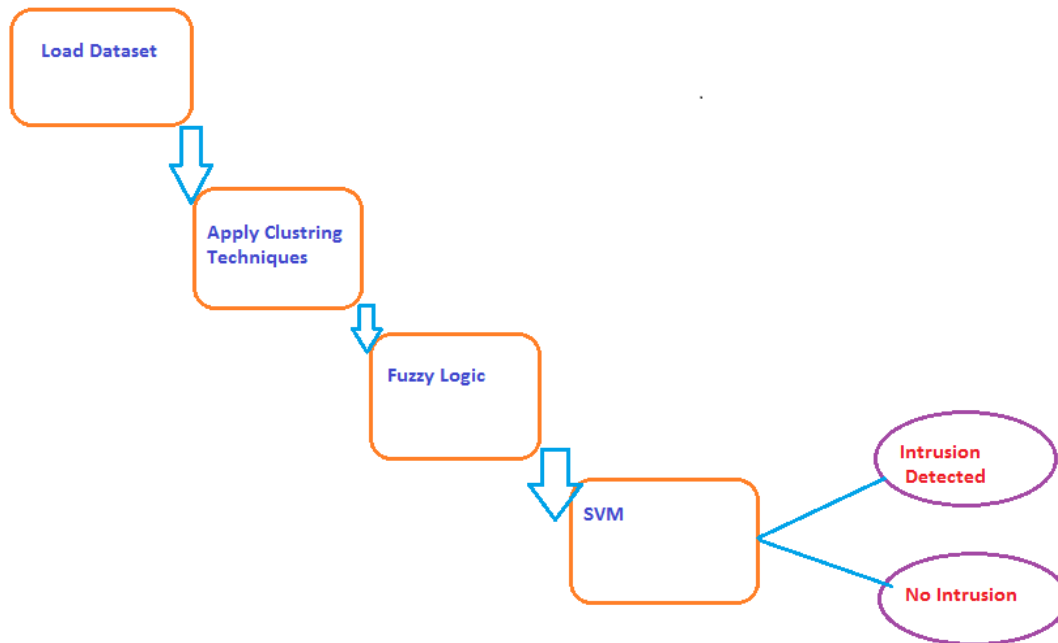 Load Dataset
Apply Clustring
Techniques
Fuzzy Logic
SVM
Intrusion
Detected
No Intrusion